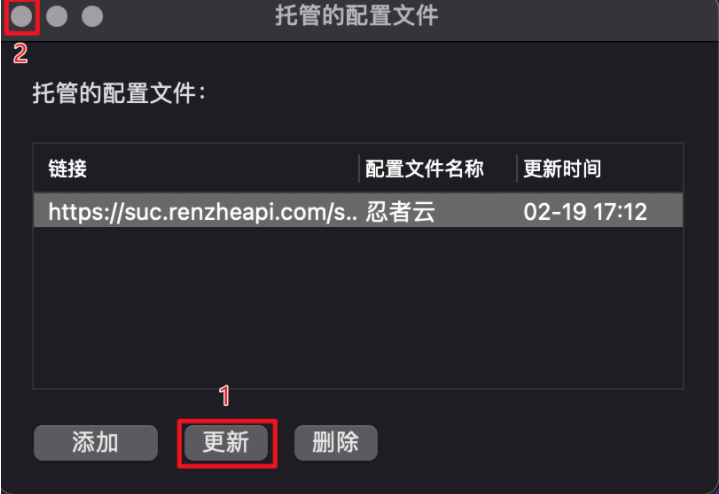 托管的配置文件
2
托管的配置文件：
链接 配置文件名称 更新时间
https://suc.renzheapi.com/s.. 忍者云 02-19 17:12
1
添加 更新 删除